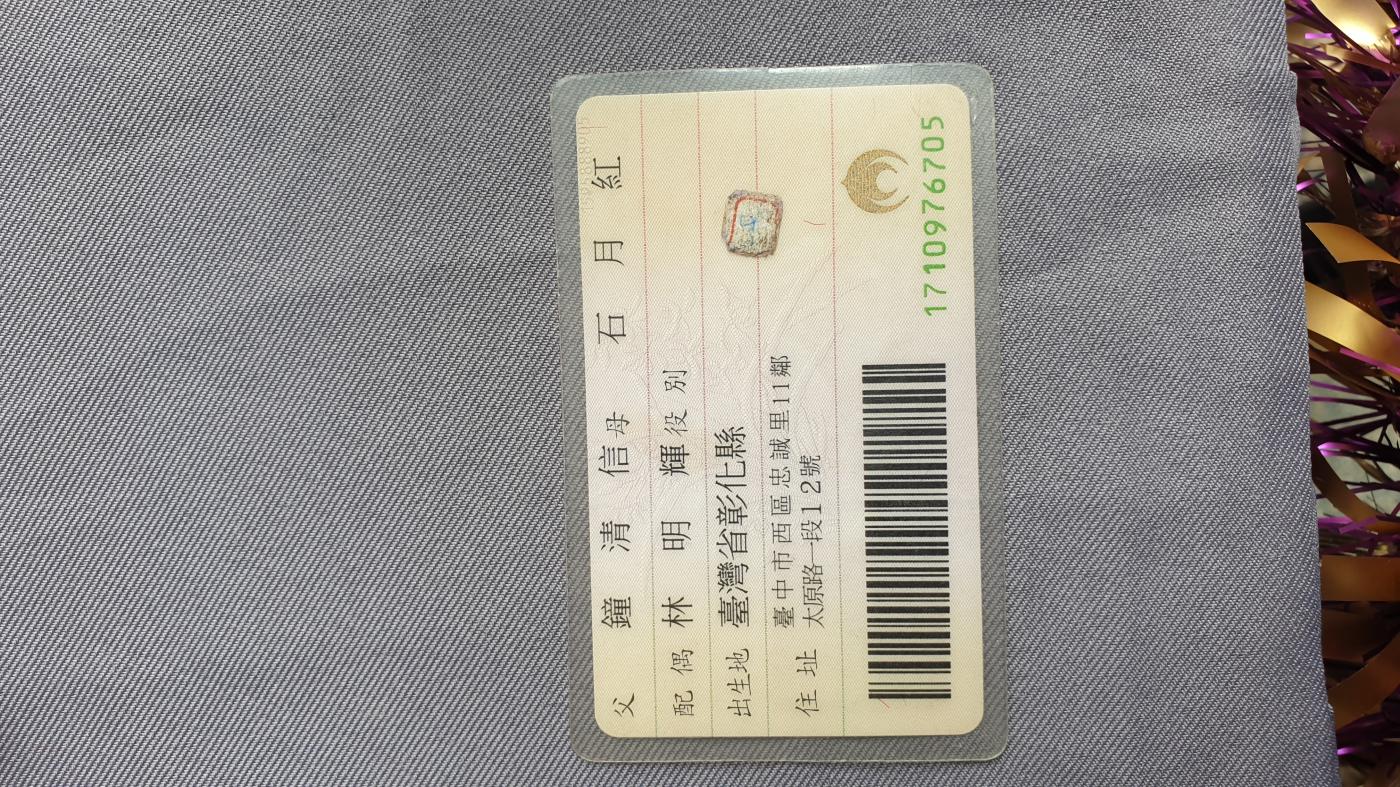 父 鐘清信 母 石月紅
配偶 林明輝 役別
出生地 臺灣省彰化縣
住址 臺中市西區忠誠里11鄰
太原路一段12號
1710976705